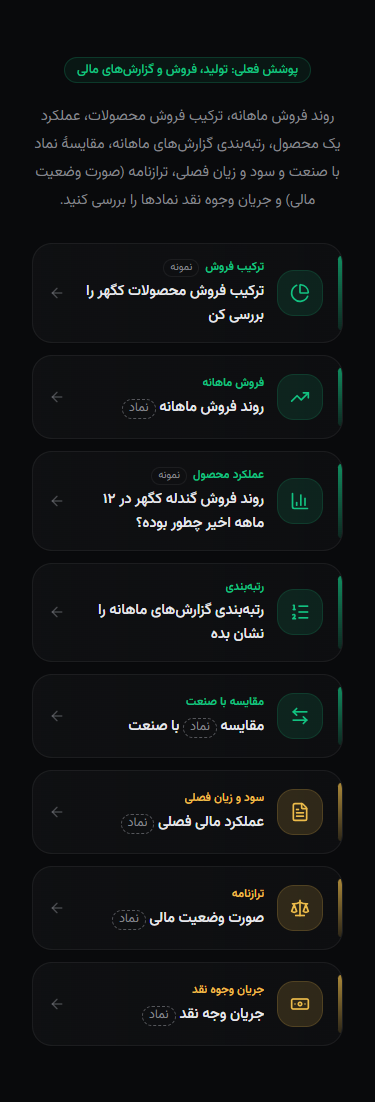 پوشش فعلی: تولید، فروش و گزارش‌های مالی
روند فروش ماهانه، ترکیب فروش محصولات، عملکرد
یک محصول، رتبه‌بندی گزارش‌های ماهانه، مقایسهٔ نماد
با صنعت و سود و زیان فصلی، ترازنامه (صورت وضعیت
مالی) و جریان وجوه نقد نمادها را بررسی کنید.
ترکیب فروش نمونه
ترکیب فروش محصولات کگهر را
بررسی کن
فروش ماهانه
روند فروش ماهانه نماد
عملکرد محصول نمونه
روند فروش گندله کگهر در ۱۲
ماهه اخیر چطور بوده؟
رتبه‌بندی
رتبه‌بندی گزارش‌های ماهانه را
نشان بده
مقایسه با صنعت
مقایسه نماد با صنعت
سود و زیان فصلی
عملکرد مالی فصلی نماد
ترازنامه
صورت وضعیت مالی نماد
جریان وجوه نقد
جریان وجه نقد نماد